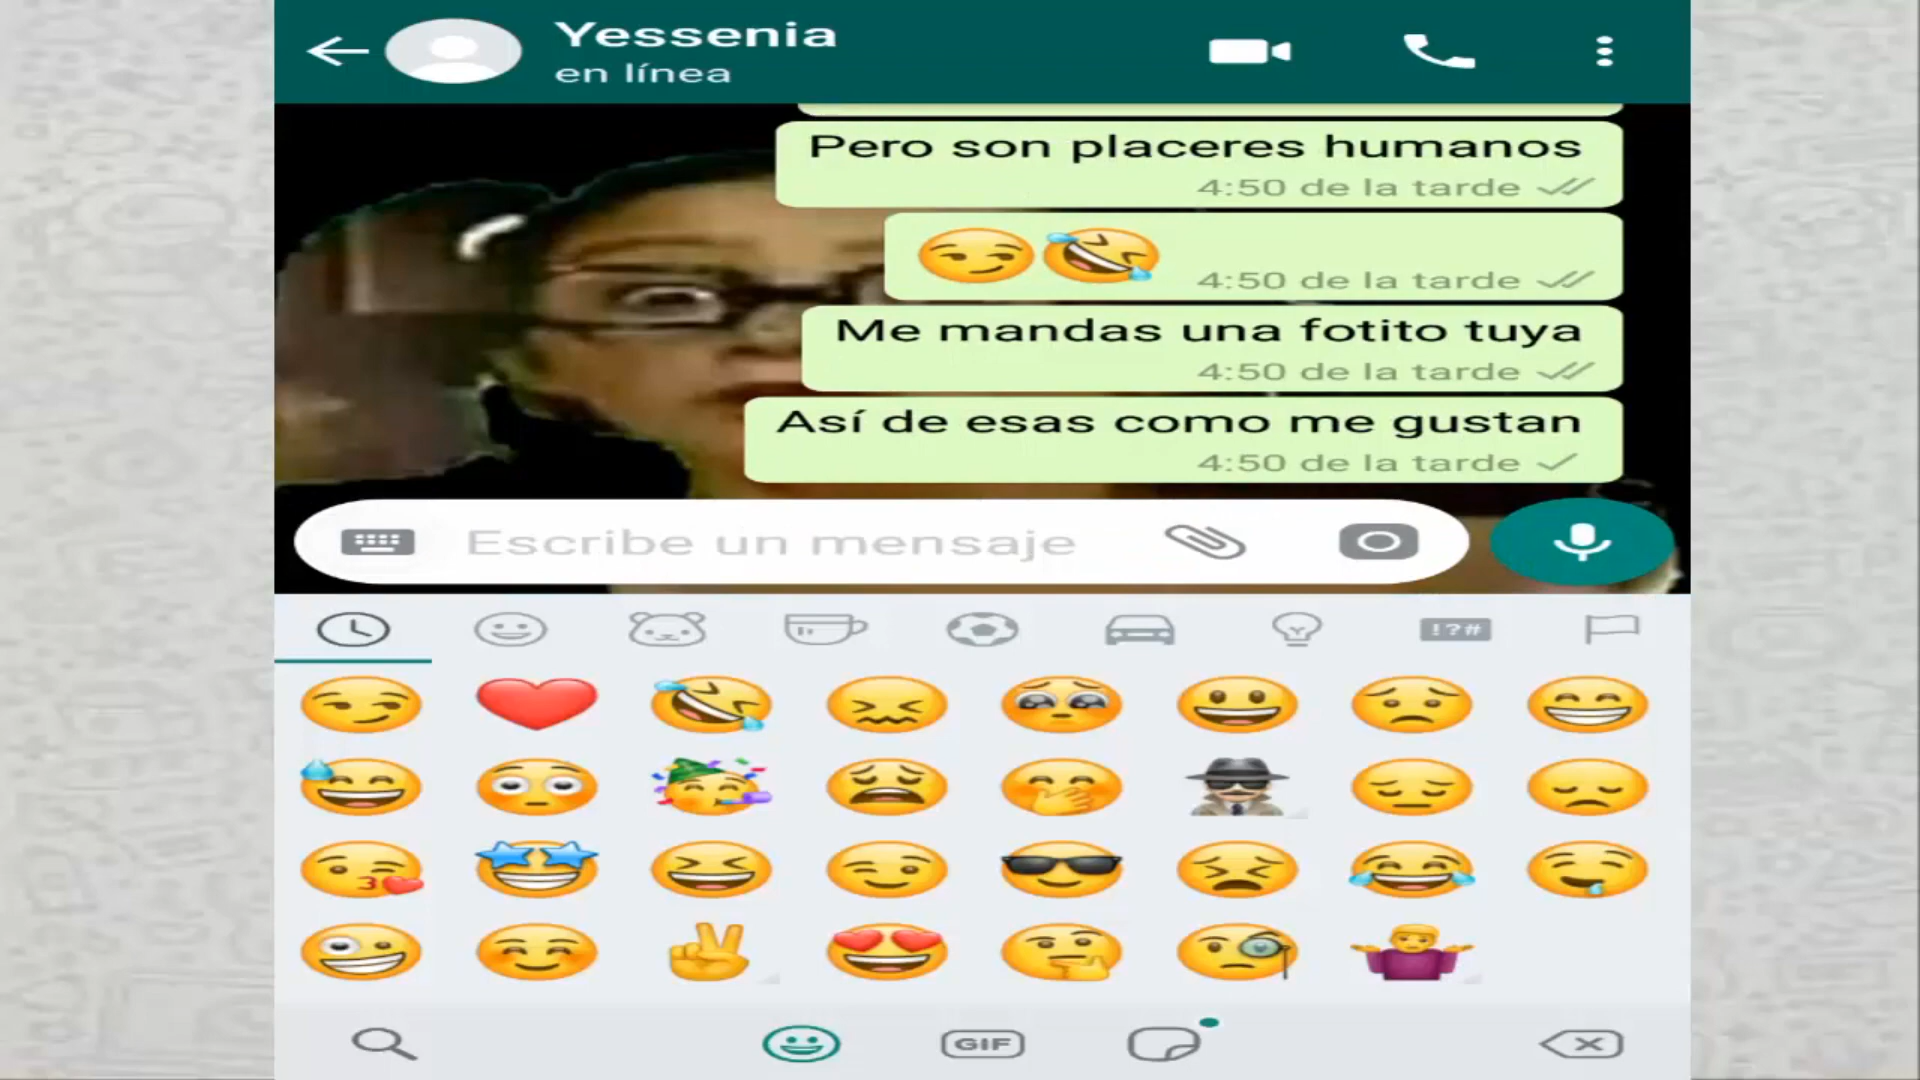 Yessenia
en línea
Pero son placeres humanos
4:50 de la tarde
4:50 de la tarde
Me mandas una fotito tuya
4:50 de la tarde
Así de esas como me gustan
4:50 de la tarde
Escribe un mensaje
!?#
GIF